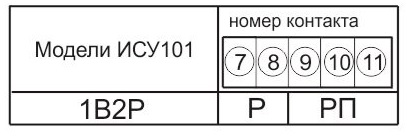 Модели ИСУ101
номер контакта
7 8 9 10 11
1В2Р Р РП